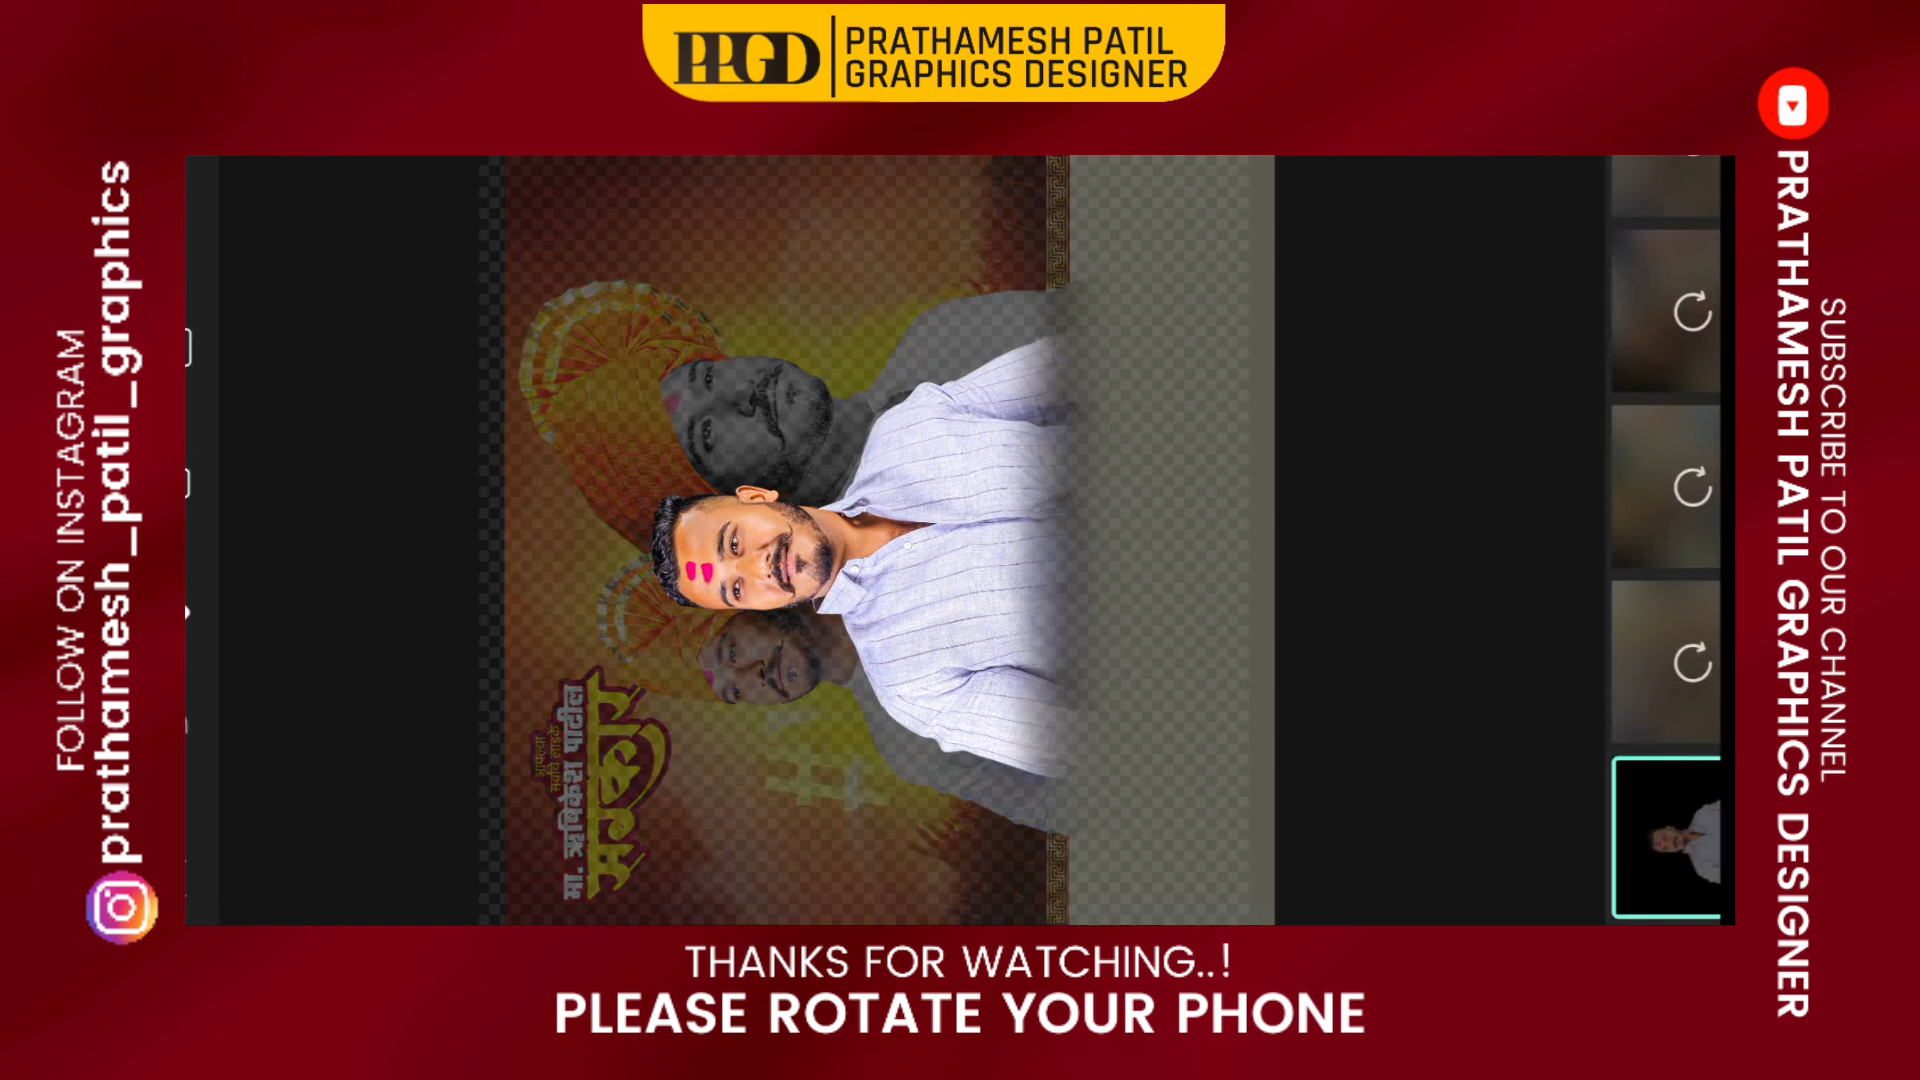 PPGD
PRATHAMESH PATIL
GRAPHICS DESIGNER
FOLLOW ON INSTAGRAM
prathamesh_patil_graphics
SUBSCRIBE TO OUR CHANNEL
PRATHAMESH PATIL GRAPHICS DESIGNER
मा. ऋषिकेश पाटील
THANKS FOR WATCHING..!
PLEASE ROTATE YOUR PHONE